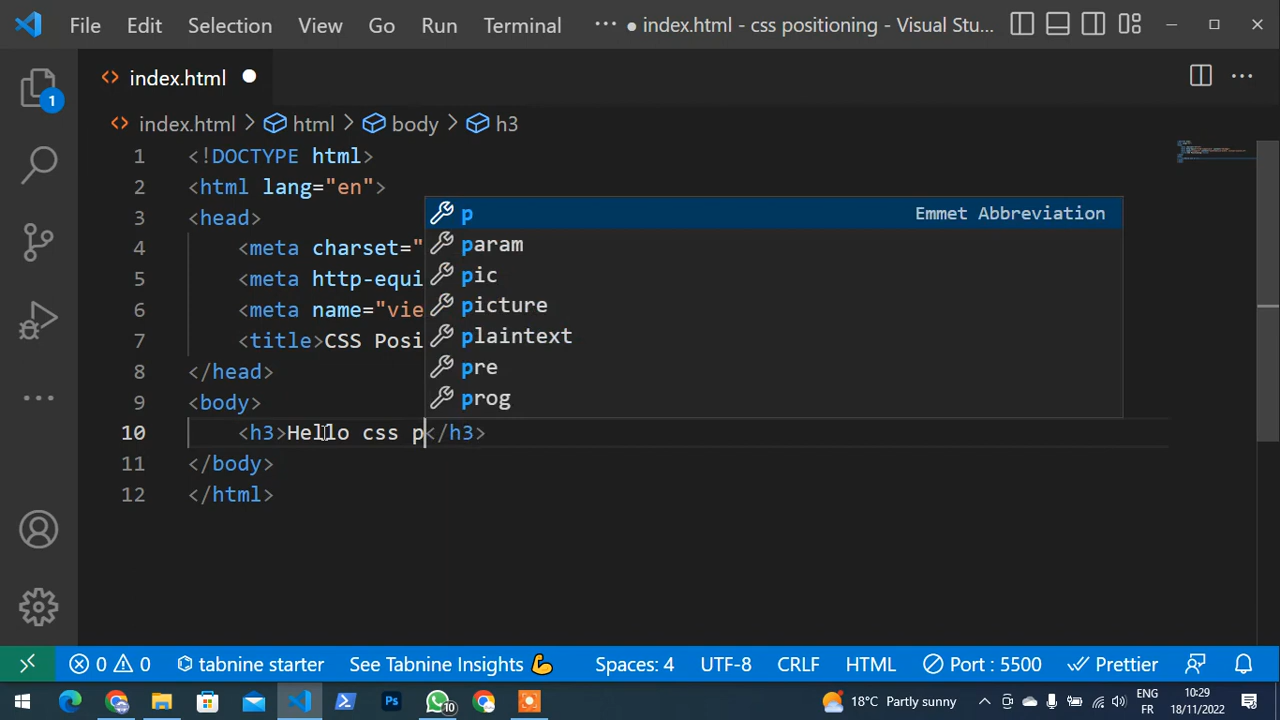 File Edit Selection View Go Run Terminal ··· ● index.html - css positioning - Visual Stu...
index.html ●
index.html > html > body > h3
1 <!DOCTYPE html>
2 <html lang="en">
3 <head>
4 <meta charset="
5 <meta http-equi
6 <meta name="vie
7 <title>CSS Posi
8 </head>
9 <body>
10 <h3>Hello css p</h3>
11 </body>
12 </html>
p Emmet Abbreviation
param
pic
picture
plaintext
pre
prog
1
0 0 tabnine starter See Tabnine Insights 💪 Spaces: 4 UTF-8 CRLF HTML Port : 5500 Prettier
Ps 10 18°C Partly sunny ENG 10:29
FR 18/11/2022